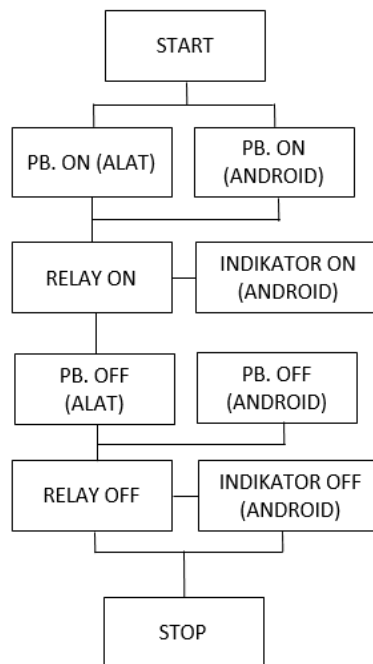 START
PB. ON (ALAT)
PB. ON
(ANDROID)
RELAY ON
INDIKATOR ON
(ANDROID)
PB. OFF
(ALAT)
PB. OFF
(ANDROID)
RELAY OFF
INDIKATOR OFF
(ANDROID)
STOP